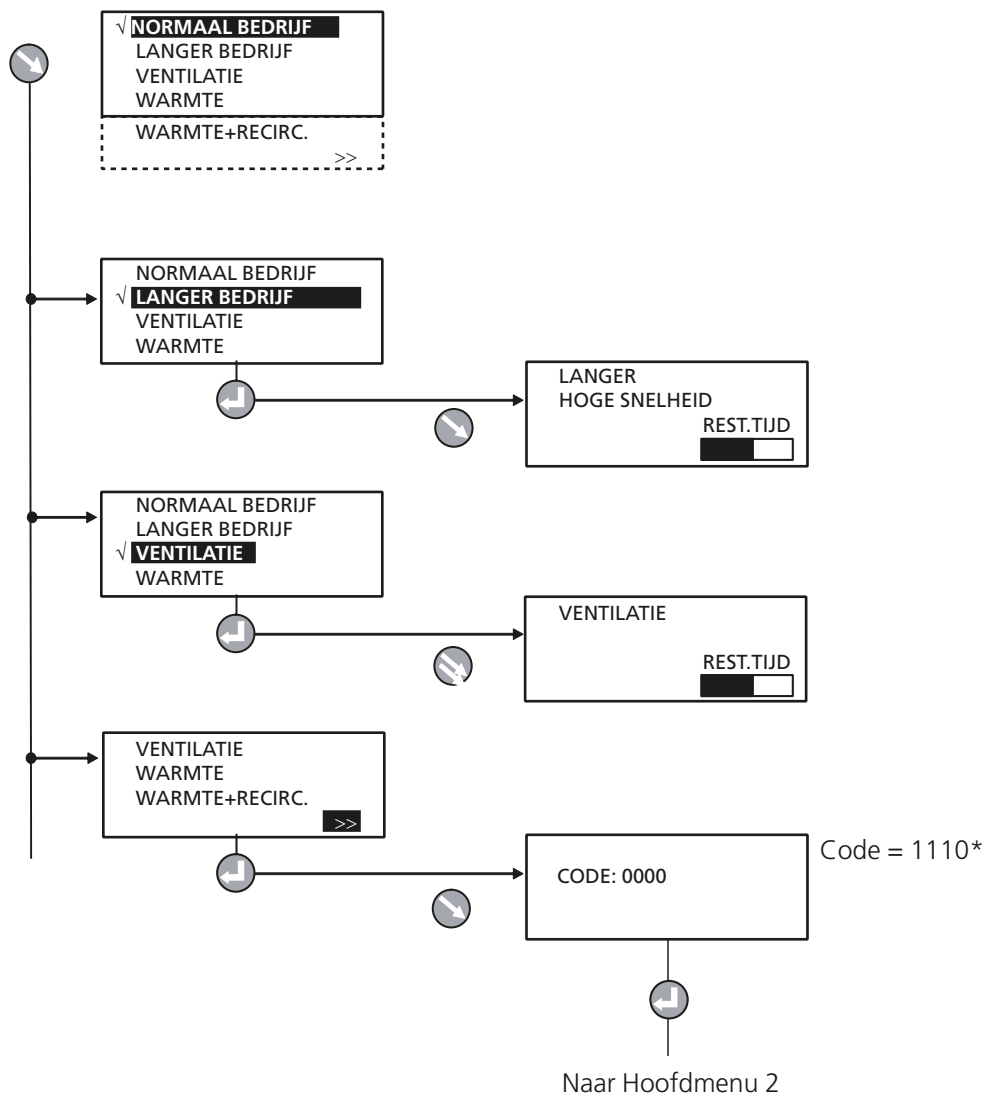 √ NORMAAL BEDRIJF
LANGER BEDRIJF
VENTILATIE
WARMTE
WARMTE+RECIRC.
>>
NORMAAL BEDRIJF
√ LANGER BEDRIJF
VENTILATIE
WARMTE
LANGER
HOGE SNELHEID
REST.TIJD
NORMAAL BEDRIJF
LANGER BEDRIJF
√ VENTILATIE
WARMTE
VENTILATIE
REST.TIJD
VENTILATIE
WARMTE
WARMTE+RECIRC.
>>
CODE: 0000
Code = 1110*
Naar Hoofdmenu 2